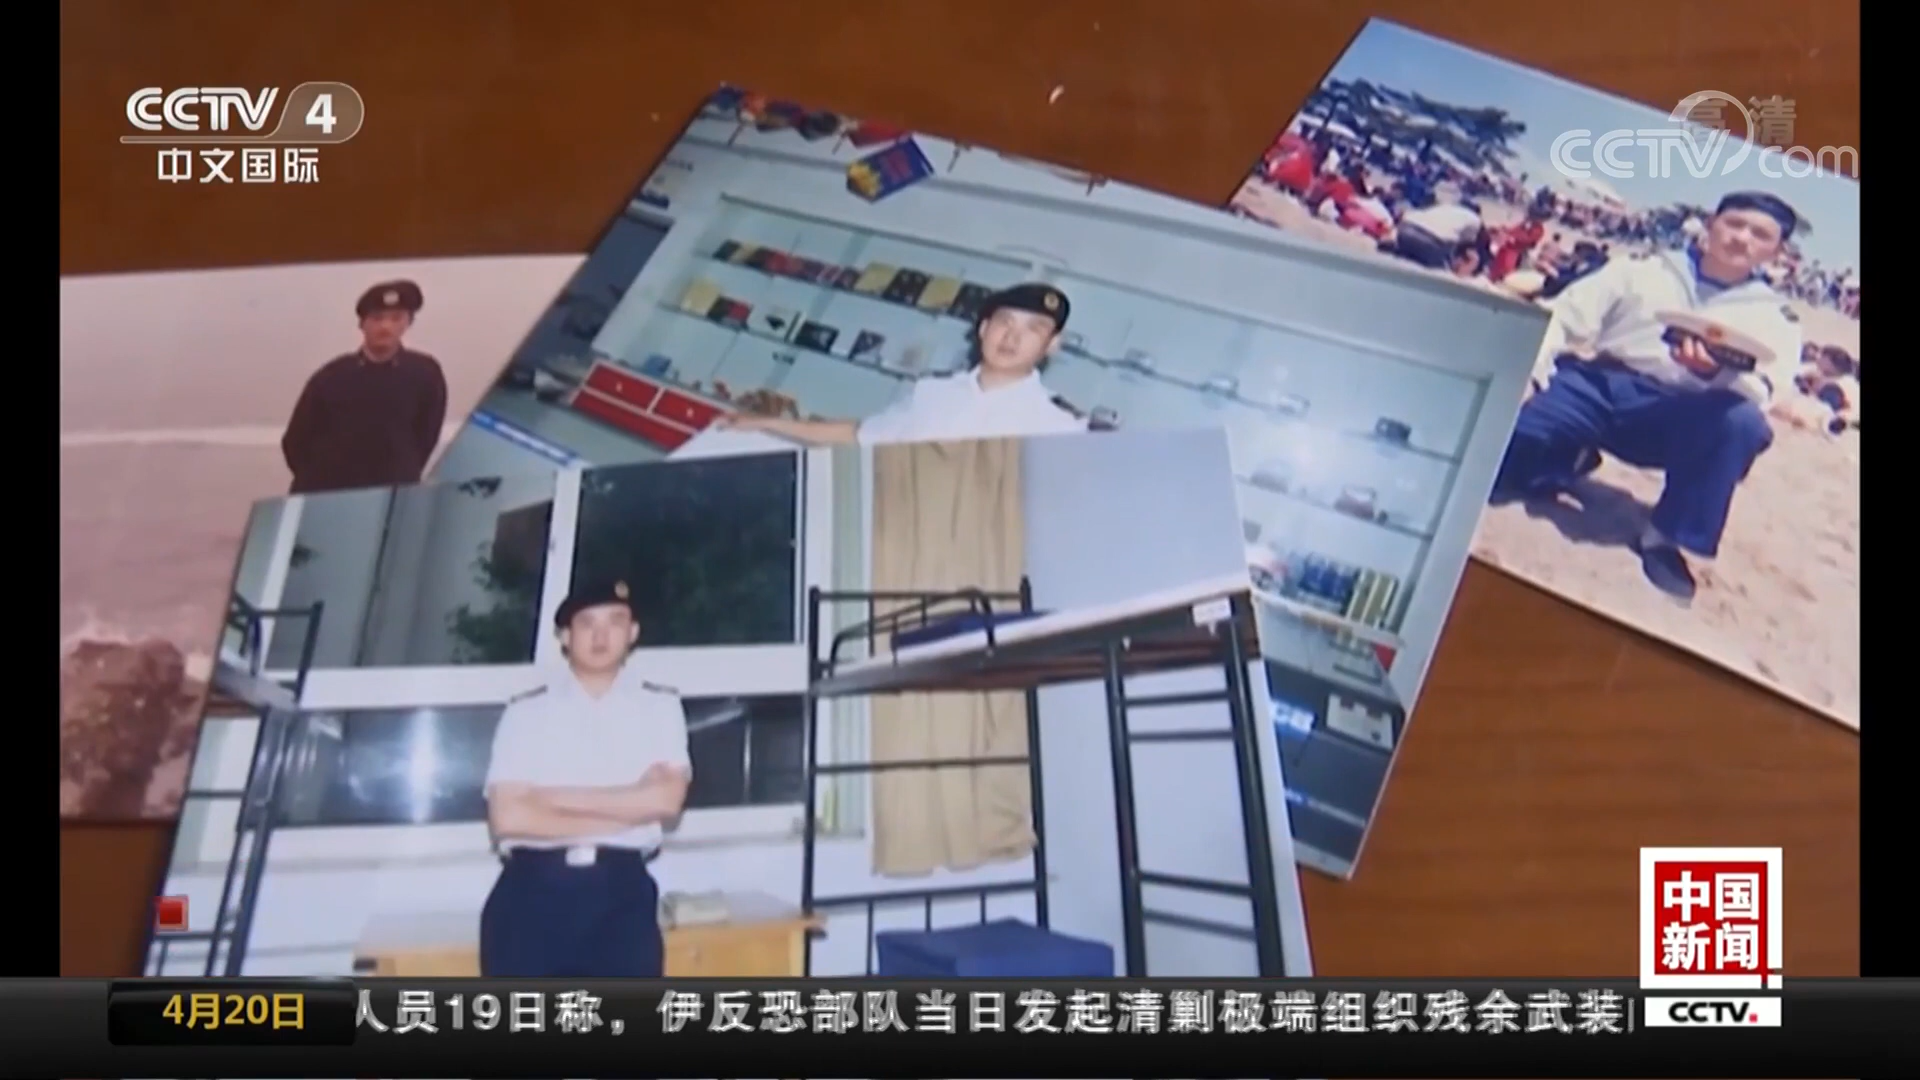 CCTV 4
中文国际
高清
CCTV.com
中国
新闻
4月20日
人员19日称，伊反恐部队当日发起清剿极端组织残余武装
CCTV.